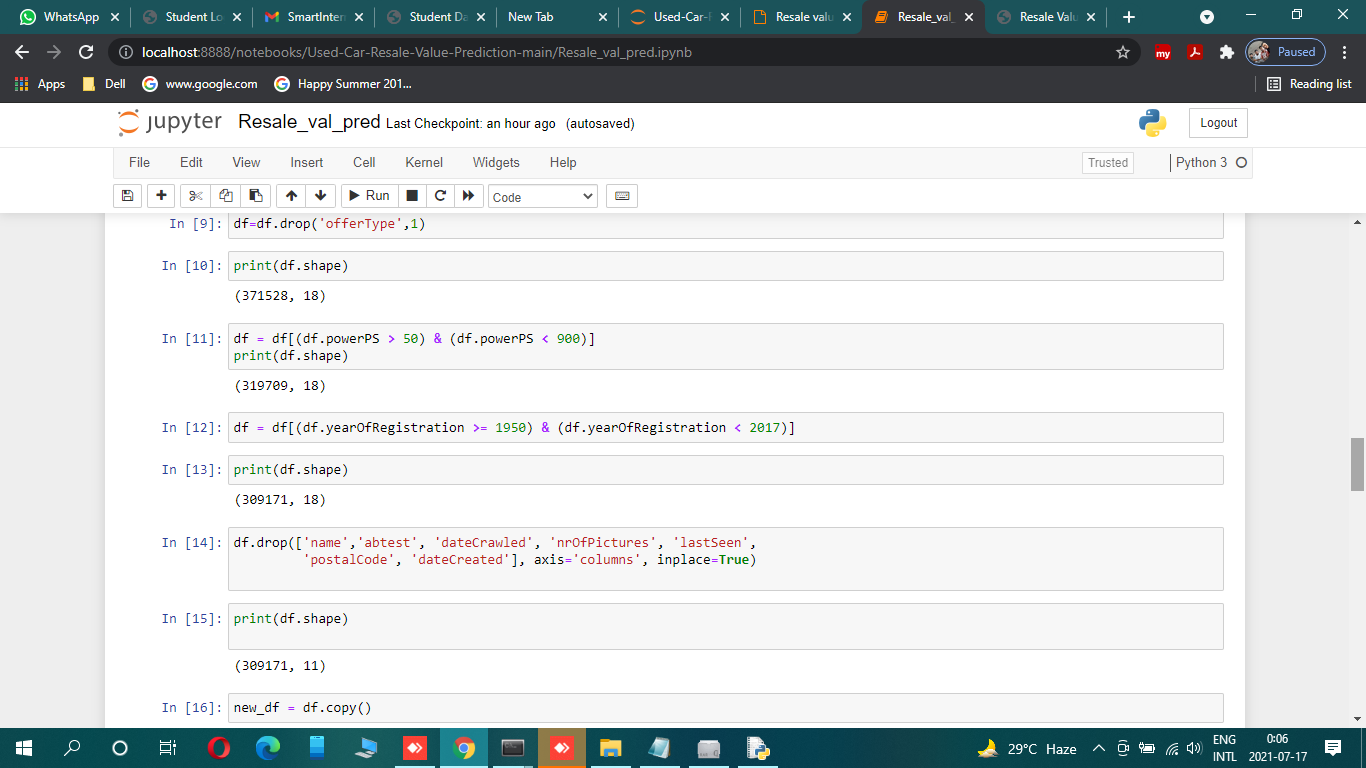 WhatsApp
Student Lo
SmartInter
Student Da
New Tab
Used-Car-
Resale valu
Resale_val_
Resale Valu
localhost:8888/notebooks/Used-Car-Resale-Value-Prediction-main/Resale_val_pred.ipynb
my
Paused
Apps
Dell
www.google.com
Happy Summer 201...
Reading list
jupyter Resale_val_pred Last Checkpoint: an hour ago (autosaved)
Logout
File Edit View Insert Cell Kernel Widgets Help
Trusted
Python 3
Run
Code
In [9]: df=df.drop('offerType',1)
In [10]: print(df.shape)
(371528, 18)
In [11]: df = df[(df.powerPS > 50) & (df.powerPS < 900)]
print(df.shape)
(319709, 18)
In [12]: df = df[(df.yearOfRegistration >= 1950) & (df.yearOfRegistration < 2017)]
In [13]: print(df.shape)
(309171, 18)
In [14]: df.drop(['name','abtest', 'dateCrawled', 'nrOfPictures', 'lastSeen',
'postalCode', 'dateCreated'], axis='columns', inplace=True)
In [15]: print(df.shape)
(309171, 11)
In [16]: new_df = df.copy()
29°C Haze
ENG
INTL
0:06
2021-07-17